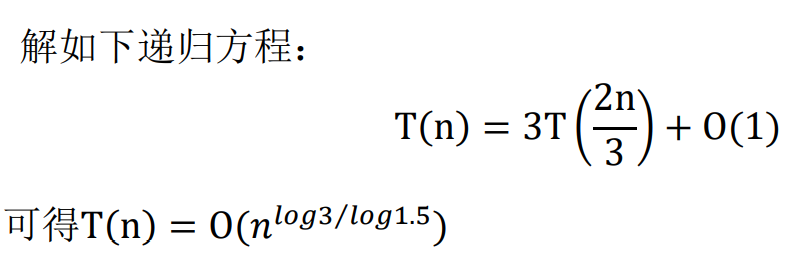 解如下递归方程：
T(n) = 3T(2n/3) + O(1)
可得T(n) = O(n^{log3/log1.5})